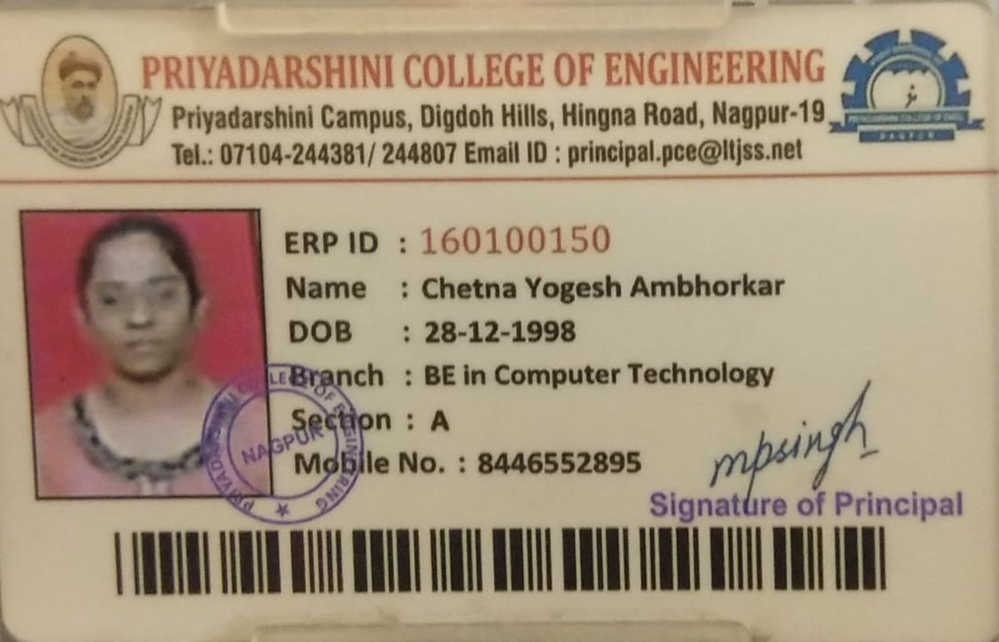 PRIYADARSHINI COLLEGE OF ENGINEERING
Priyadarshini Campus, Digdoh Hills, Hingna Road, Nagpur-19
Tel.: 07104-244381/ 244807 Email ID : principal.pce@ltjss.net
ERP ID : 160100150
Name : Chetna Yogesh Ambhorkar
DOB : 28-12-1998
Branch : BE in Computer Technology
Section : A
Mobile No. : 8446552895
PRIYADARSHINI COLLEGE OF ENGINEERING
NAGPUR
mpsingh
Signature of Principal